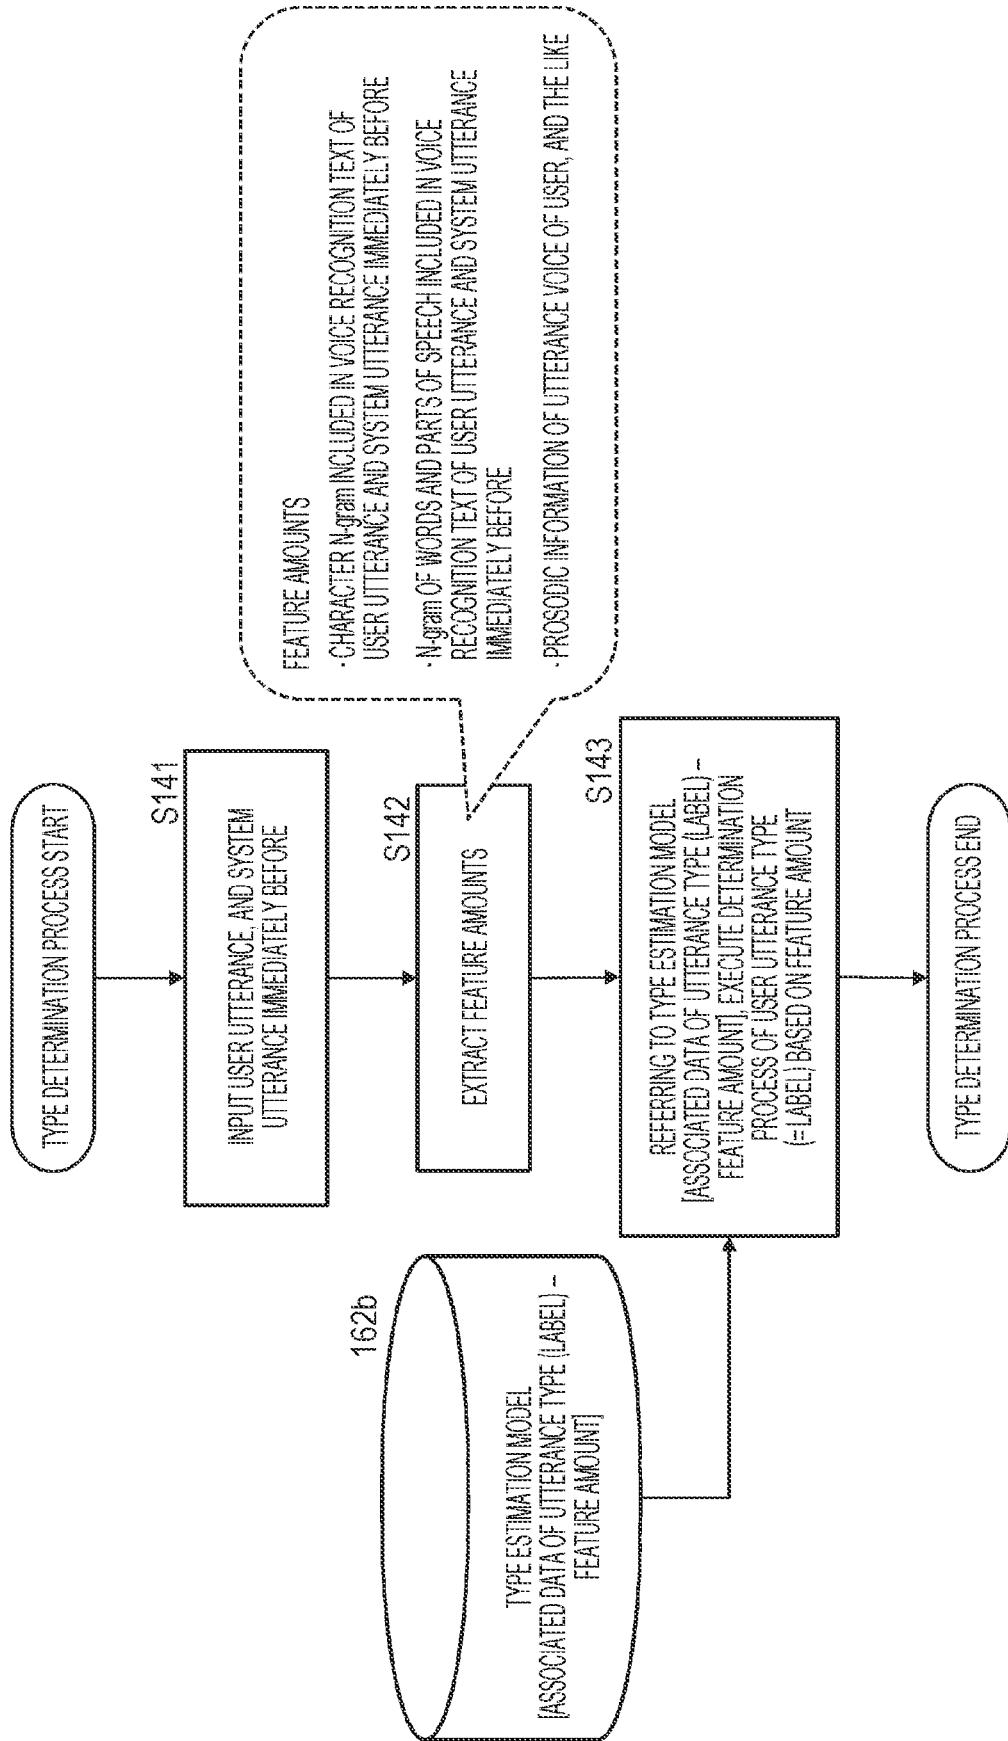 TYPE DETERMINATION PROCESS START
S141
INPUT USER UTTERANCE, AND SYSTEM
UTTERANCE IMMEDIATELY BEFORE
S142
EXTRACT FEATURE AMOUNTS
FEATURE AMOUNTS
· CHARACTER N-gram INCLUDED IN VOICE RECOGNITION TEXT OF
USER UTTERANCE AND SYSTEM UTTERANCE IMMEDIATELY BEFORE
· N-gram OF WORDS AND PARTS OF SPEECH INCLUDED IN VOICE
RECOGNITION TEXT OF USER UTTERANCE AND SYSTEM UTTERANCE
IMMEDIATELY BEFORE
· PROSODIC INFORMATION OF UTTERANCE VOICE OF USER, AND THE LIKE
162b
TYPE ESTIMATION MODEL
[ASSOCIATED DATA OF UTTERANCE TYPE (LABEL) –
FEATURE AMOUNT]
S143
REFERRING TO TYPE ESTIMATION MODEL
[ASSOCIATED DATA OF UTTERANCE TYPE (LABEL) –
FEATURE AMOUNT], EXECUTE DETERMINATION
PROCESS OF USER UTTERANCE TYPE
(=LABEL) BASED ON FEATURE AMOUNT
TYPE DETERMINATION PROCESS END